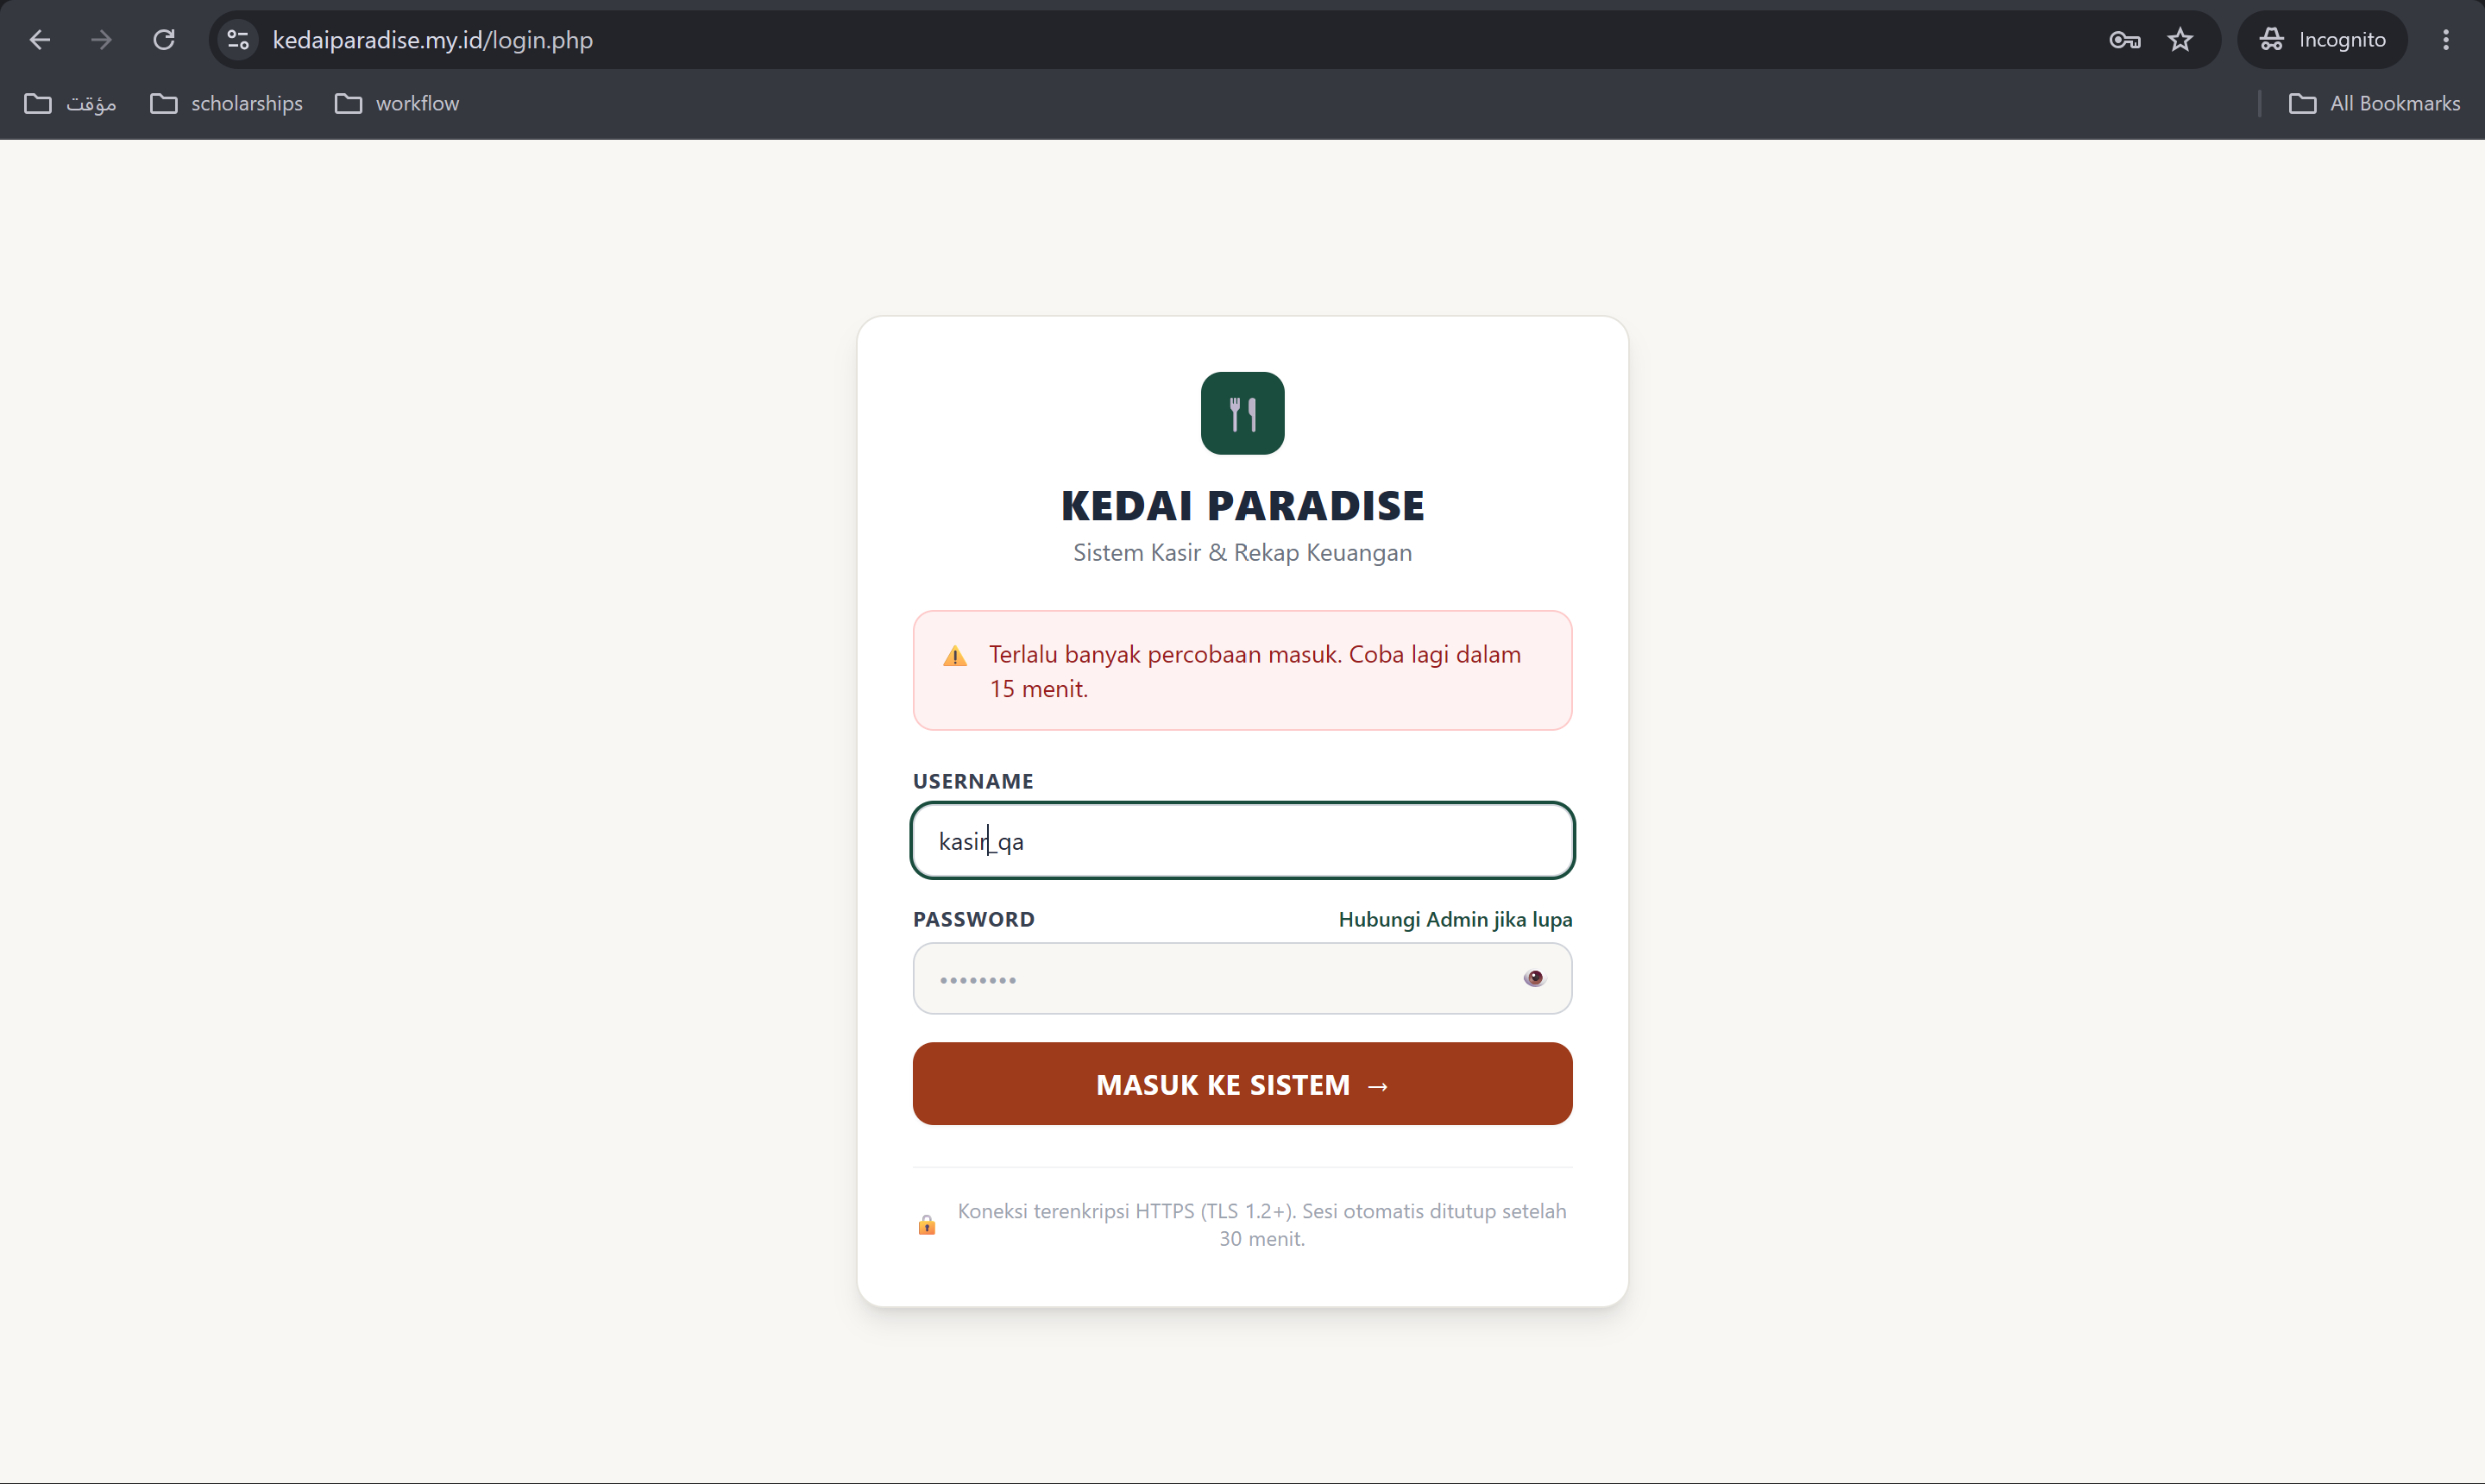 kedaiparadise.my.id/login.php
Incognito
مؤقت
scholarships
workflow
All Bookmarks
KEDAI PARADISE
Sistem Kasir & Rekap Keuangan
Terlalu banyak percobaan masuk. Coba lagi dalam
15 menit.
USERNAME
kasir_qa
PASSWORD
Hubungi Admin jika lupa
••••••••
MASUK KE SISTEM →
Koneksi terenkripsi HTTPS (TLS 1.2+). Sesi otomatis ditutup setelah
30 menit.